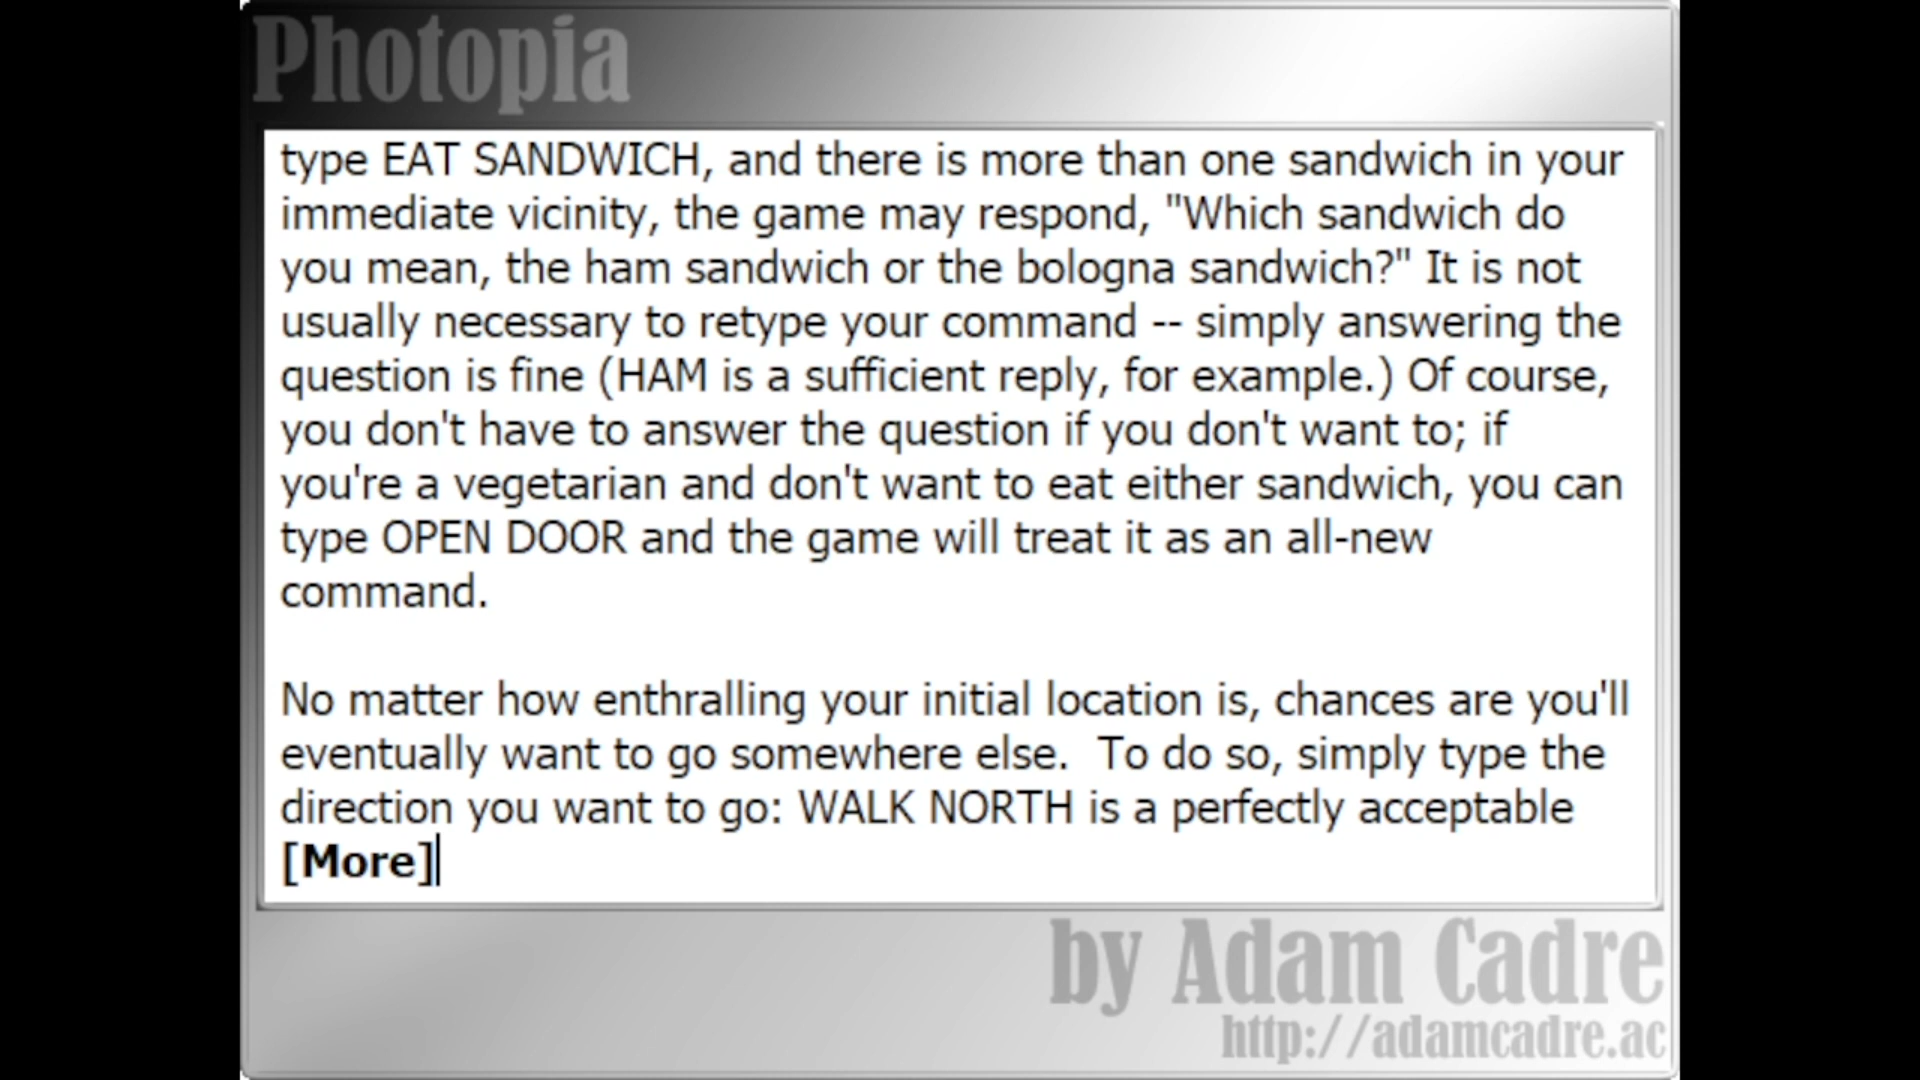 Photopia
type EAT SANDWICH, and there is more than one sandwich in your
immediate vicinity, the game may respond, "Which sandwich do
you mean, the ham sandwich or the bologna sandwich?" It is not
usually necessary to retype your command -- simply answering the
question is fine (HAM is a sufficient reply, for example.) Of course,
you don't have to answer the question if you don't want to; if
you're a vegetarian and don't want to eat either sandwich, you can
type OPEN DOOR and the game will treat it as an all-new
command.
No matter how enthralling your initial location is, chances are you'll
eventually want to go somewhere else.  To do so, simply type the
direction you want to go: WALK NORTH is a perfectly acceptable
[More]
by Adam Cadre
http://adamcadre.ac